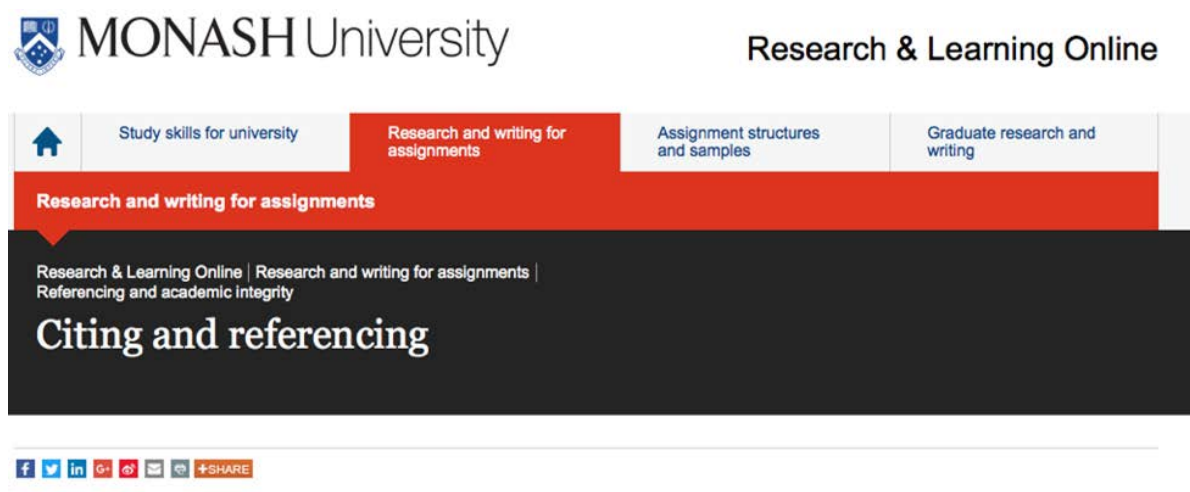 MONASH University
Research & Learning Online
Study skills for university
Research and writing for
assignments
Assignment structures
and samples
Graduate research and
writing
Research and writing for assignments
Research & Learning Online | Research and writing for assignments |
Referencing and academic integrity
Citing and referencing
+SHARE